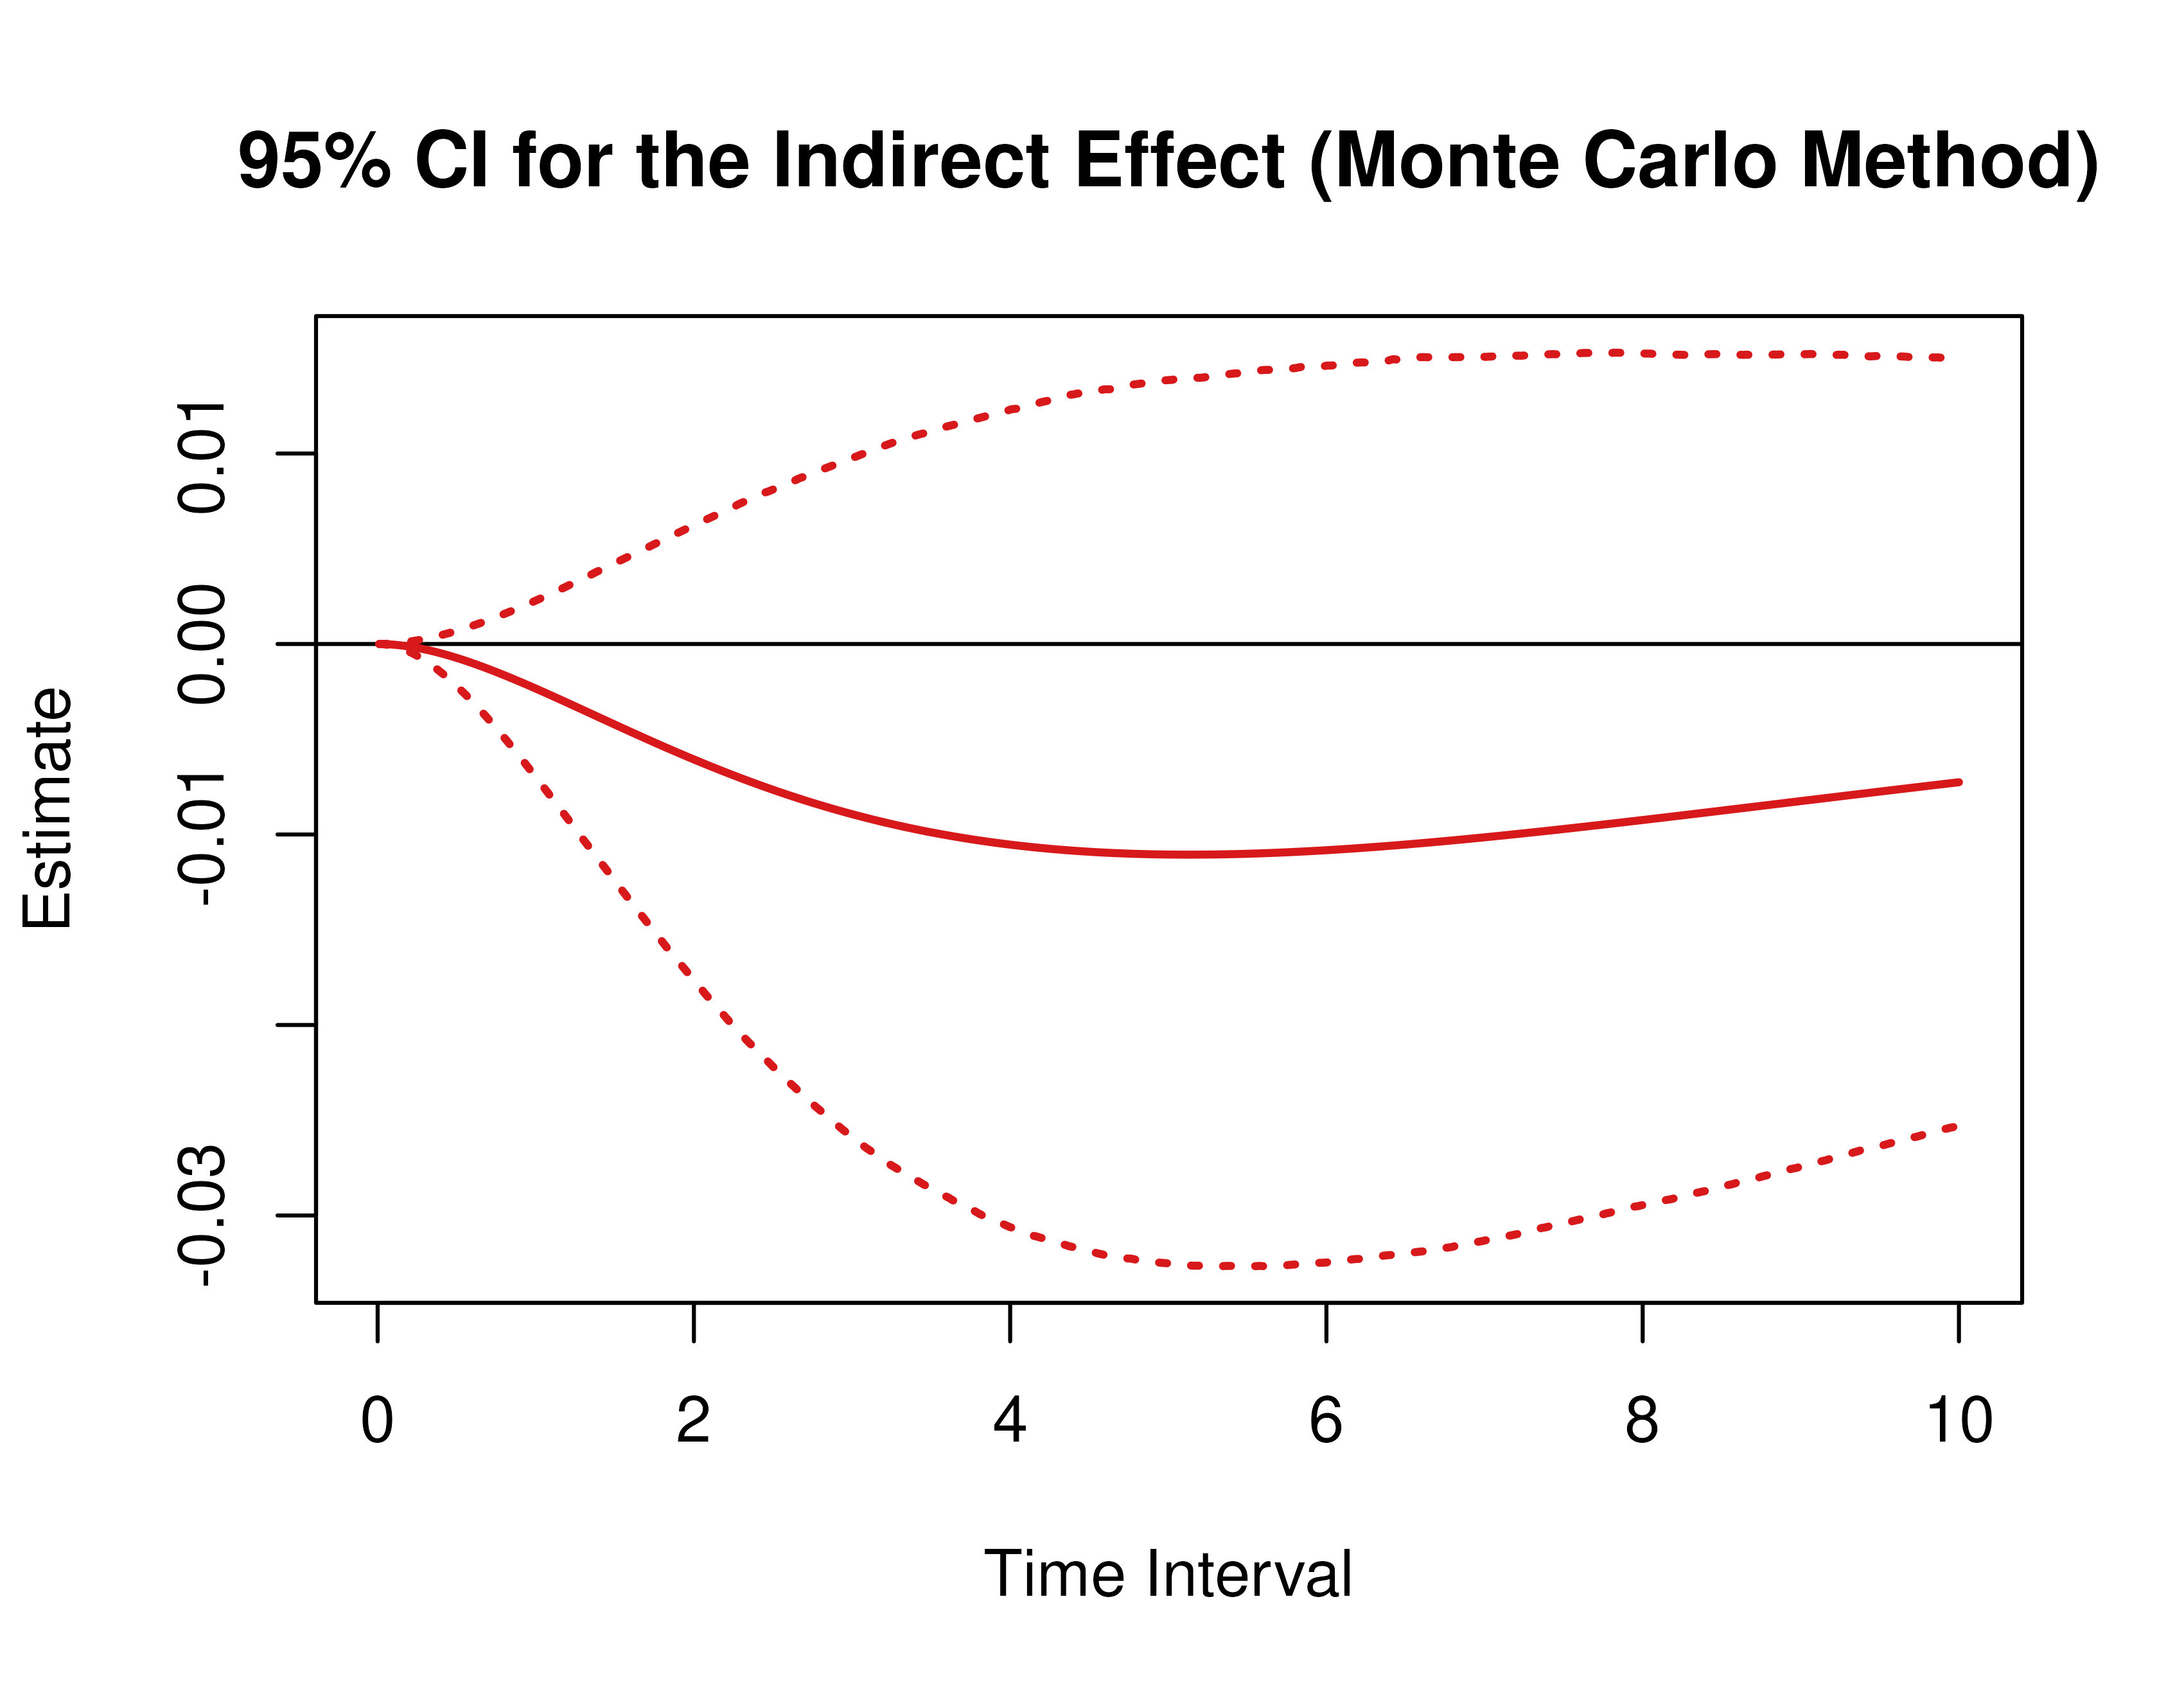 95% CI for the Indirect Effect (Monte Carlo Method)
Estimate
0.01
0.00
-0.01
-0.03
0 2 4 6 8 10
Time Interval